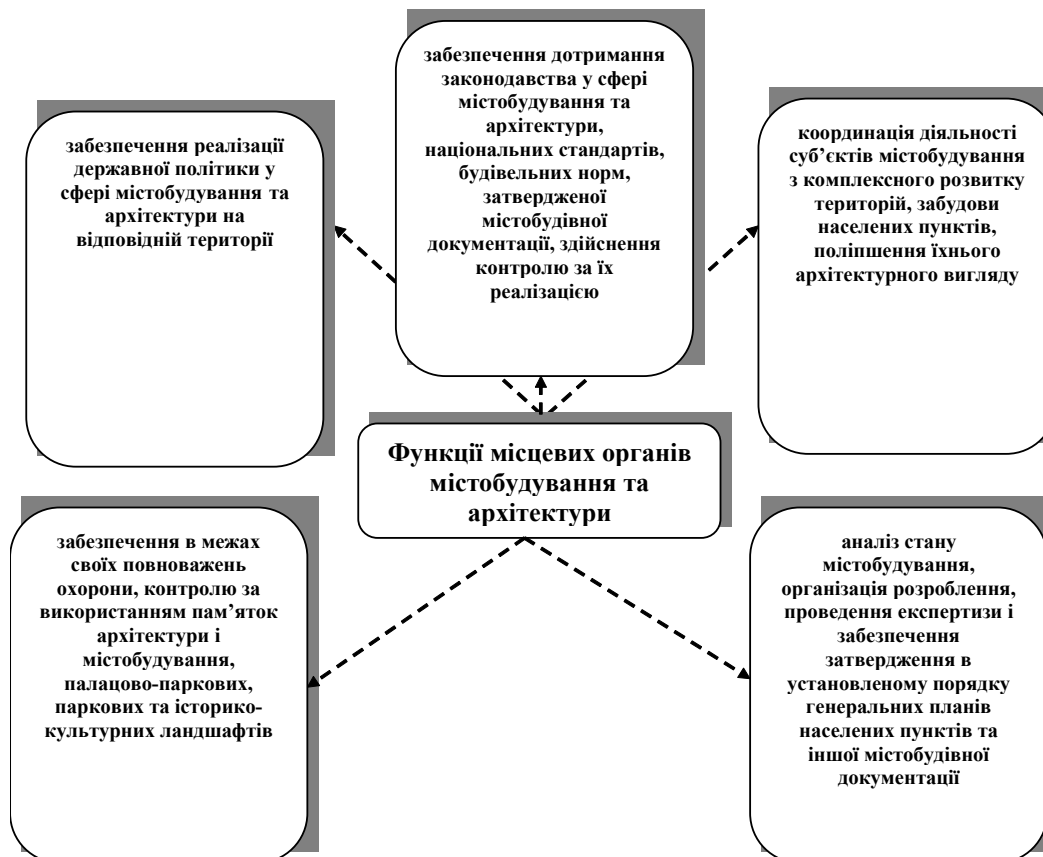 забезпечення реалізації
державної політики у
сфері містобудування та
архітектури на
відповідній території
забезпечення дотримання
законодавства у сфері
містобудування та
архітектури,
національних стандартів,
будівельних норм,
затвердженої
містобудівної
документації, здійснення
контролю за їх
реалізацією
координація діяльності
суб’єктів містобудування
з комплексного розвитку
територій, забудови
населених пунктів,
поліпшення їхнього
архітектурного вигляду
Функції місцевих органів
містобудування та
архітектури
забезпечення в межах
своїх повноважень
охорони, контролю за
використанням пам’яток
архітектури і
містобудування,
палацово-паркових,
паркових та історико-
культурних ландшафтів
аналіз стану
містобудування,
організація розроблення,
проведення експертизи і
забезпечення
затвердження в
установленому порядку
генеральних планів
населених пунктів та
іншої містобудівної
документації